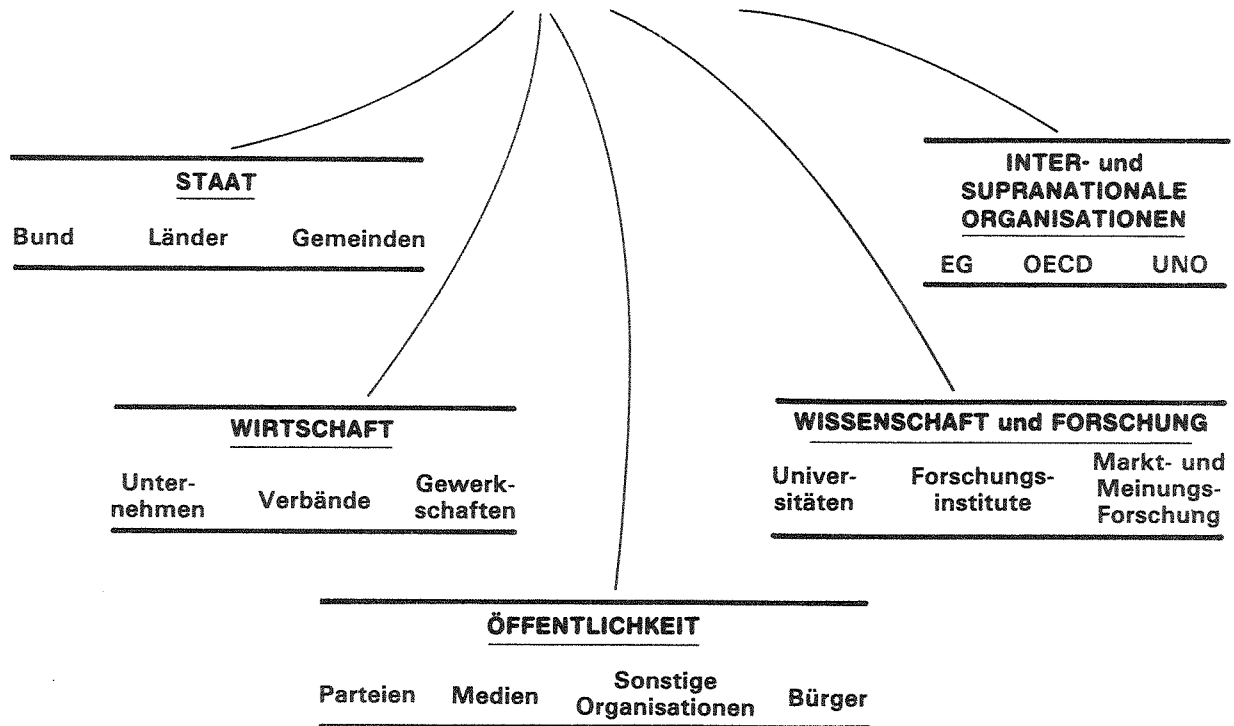 STAAT
Bund Länder Gemeinden
INTER- und
SUPRANATIONALE
ORGANISATIONEN
EG OECD UNO
WIRTSCHAFT
Unter-
nehmen
Verbände
Gewerk-
schaften
WISSENSCHAFT und FORSCHUNG
Univer-
sitäten
Forschungs-
institute
Markt- und
Meinungs-
Forschung
ÖFFENTLICHKEIT
Parteien
Medien
Sonstige
Organisationen
Bürger